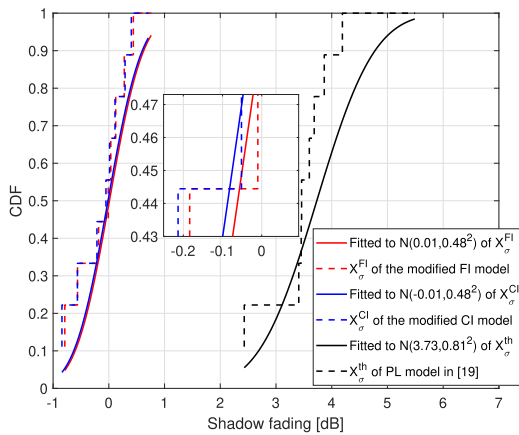 1
0.9
0.8
0.7
0.6
0.5
0.4
0.3
0.2
0.1
0
CDF
0.47
0.46
0.45
0.44
0.43
-0.2 -0.1 0
Fitted to N(0.01,0.48²) of X_σ^FI
X_σ^FI of the modified FI model
Fitted to N(-0.01,0.48²) of X_σ^CI
X_σ^CI of the modified CI model
Fitted to N(3.73,0.81²) of X_σ^th
X_σ^th of PL model in [19]
-1 0 1 2 3 4 5 6 7
Shadow fading [dB]